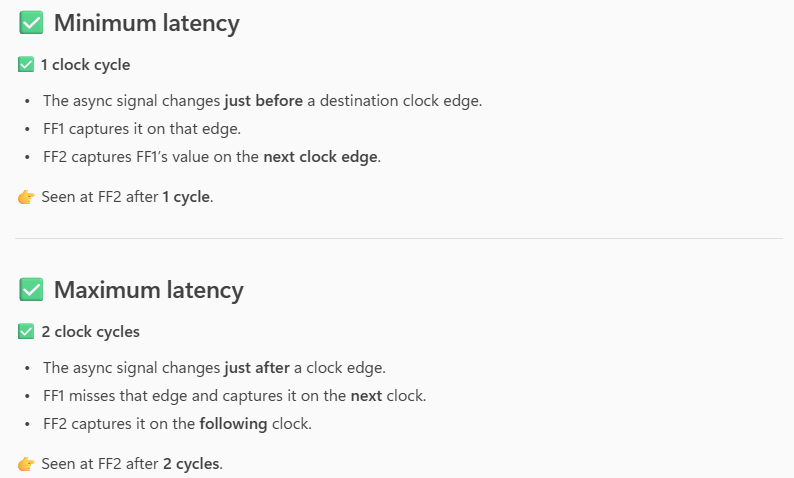 ✅ Minimum latency
✅ 1 clock cycle
• The async signal changes just before a destination clock edge.
• FF1 captures it on that edge.
• FF2 captures FF1’s value on the next clock edge.
👉 Seen at FF2 after 1 cycle.
✅ Maximum latency
✅ 2 clock cycles
• The async signal changes just after a clock edge.
• FF1 misses that edge and captures it on the next clock.
• FF2 captures it on the following clock.
👉 Seen at FF2 after 2 cycles.